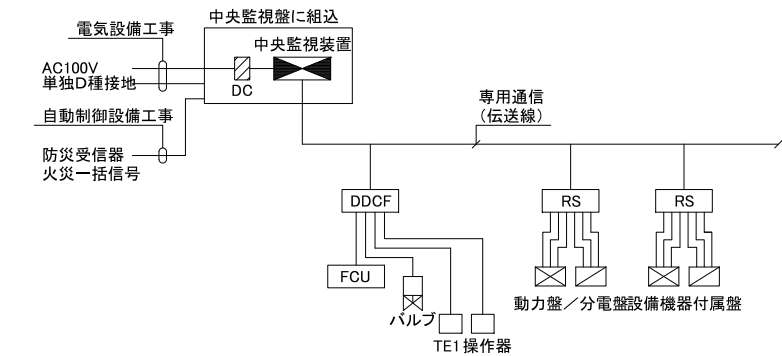 電気設備工事
中央監視盤に組込
中央監視装置
AC100V
単独D種接地
DC
自動制御設備工事
防災受信器
火災一括信号
専用通信
(伝送線)
DDCF
RS
RS
FCU
バルブ
TE1 操作器
動力盤/分電盤
設備機器付属盤